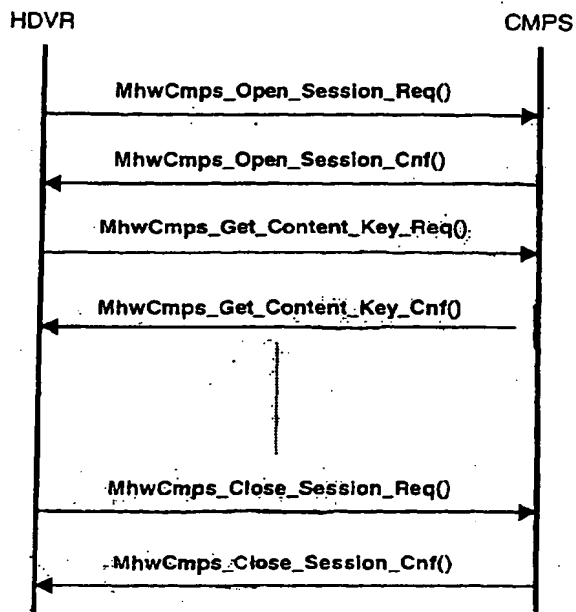 HDVR CMPS
MhwCmps_Open_Session_Req()
MhwCmps_Open_Session_Cnf()
MhwCmps_Get_Content_Key_Req()
MhwCmps_Get_Content_Key_Cnf()
MhwCmps_Close_Session_Req()
MhwCmps_Close_Session_Cnf()